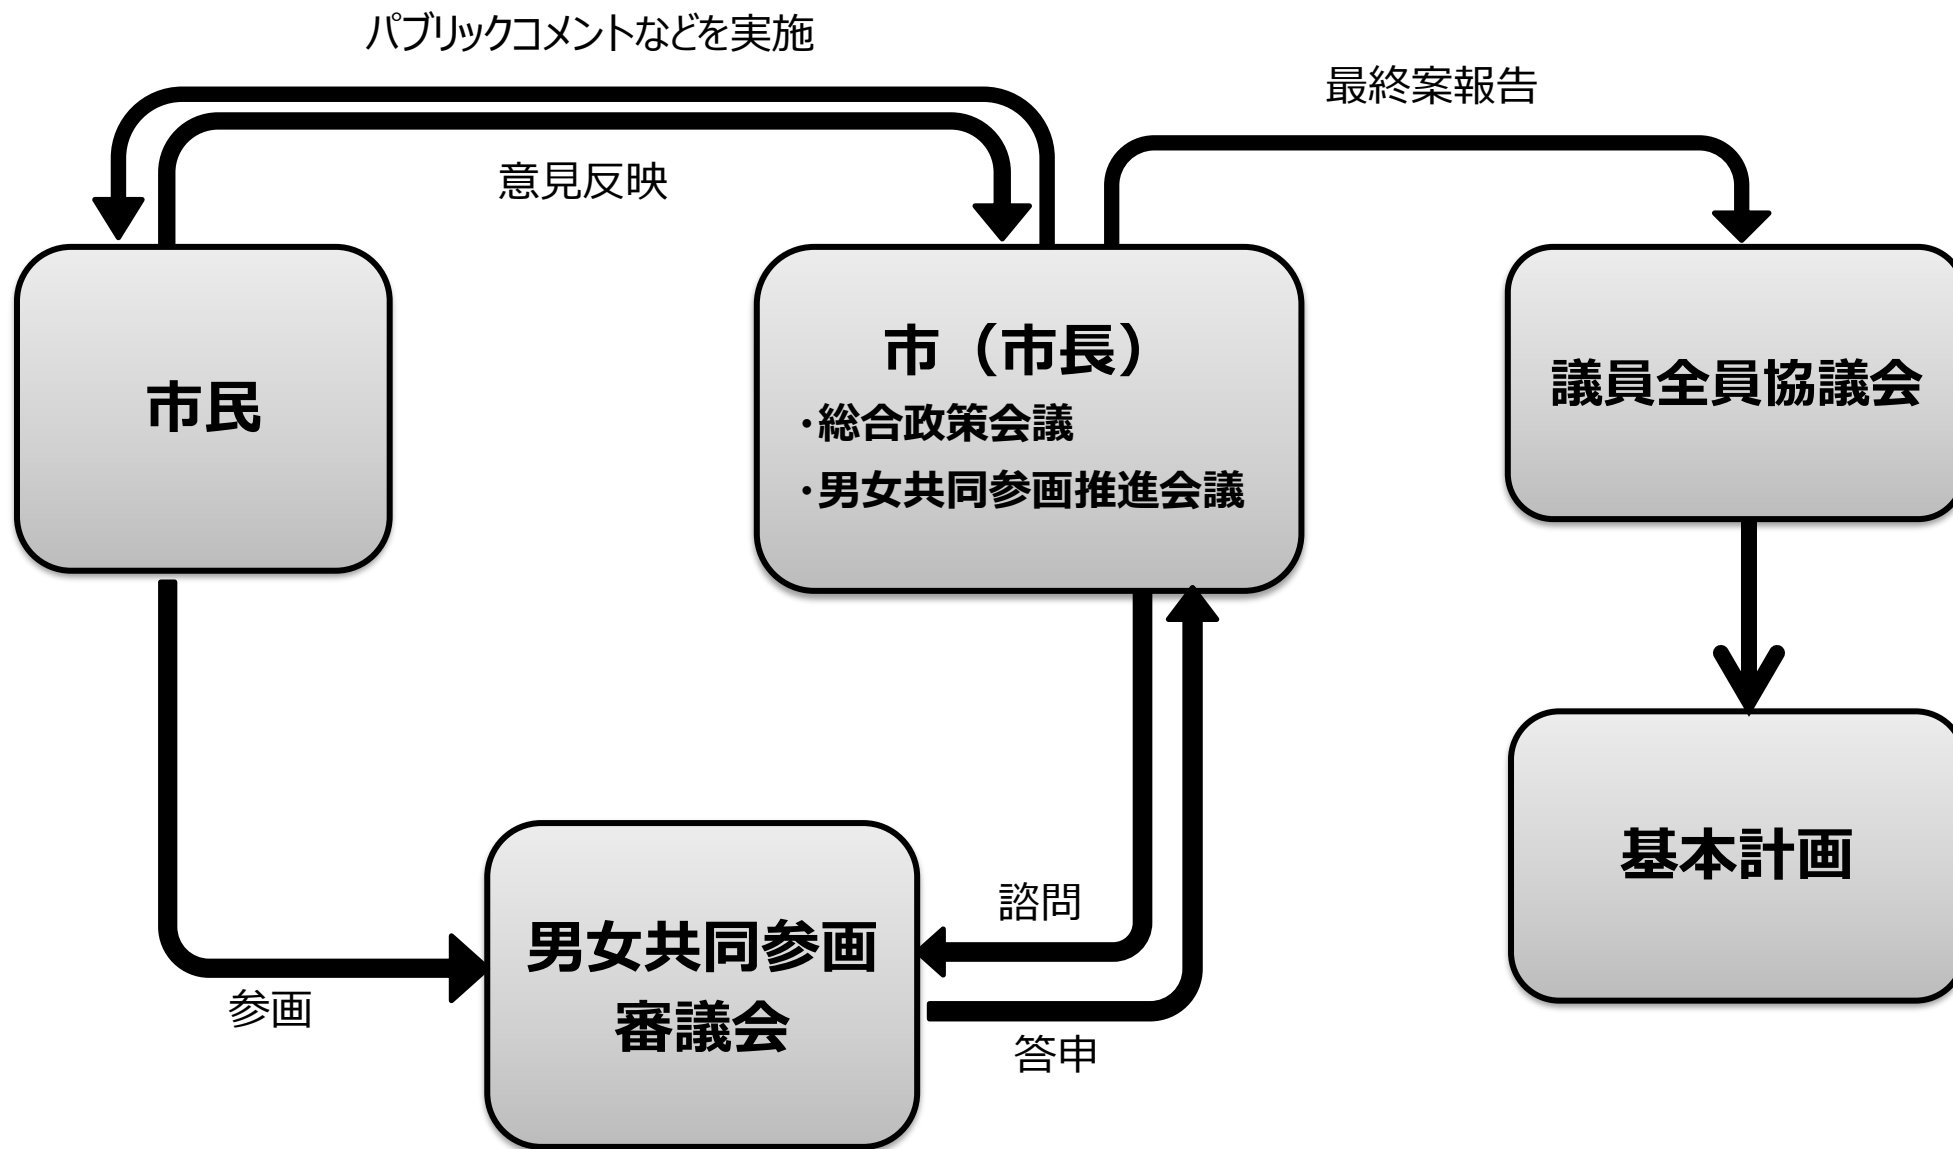 パブリックコメントなどを実施
最終案報告
意見反映
市民
市（市長）
・総合政策会議
・男女共同参画推進会議
議員全員協議会
基本計画
諮問
男女共同参画
審議会
参画
答申